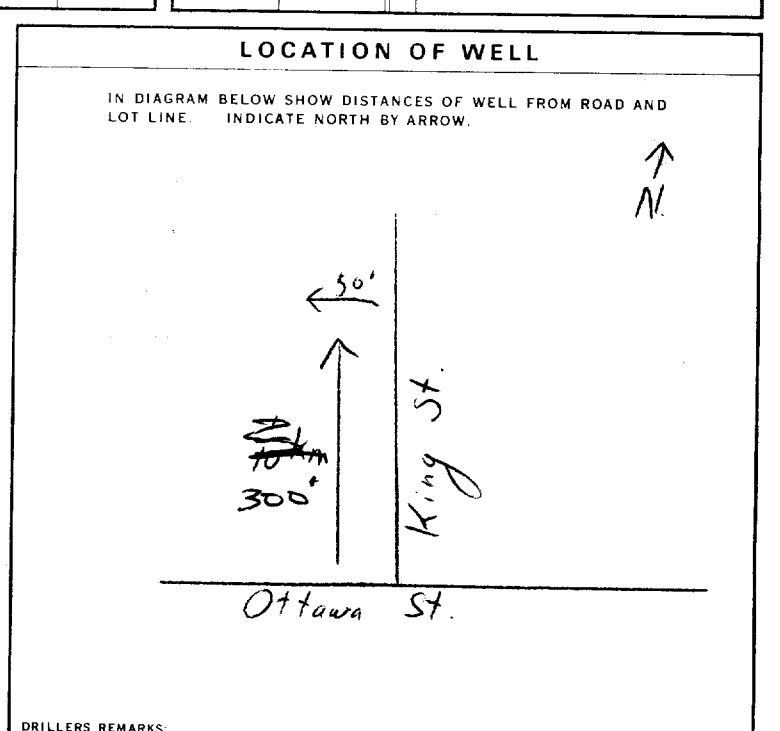 LOCATION OF WELL
IN DIAGRAM BELOW SHOW DISTANCES OF WELL FROM ROAD AND
LOT LINE. INDICATE NORTH BY ARROW.
N.
50'
km
300'
King St.
Ottawa St.
DRILLERS REMARKS: